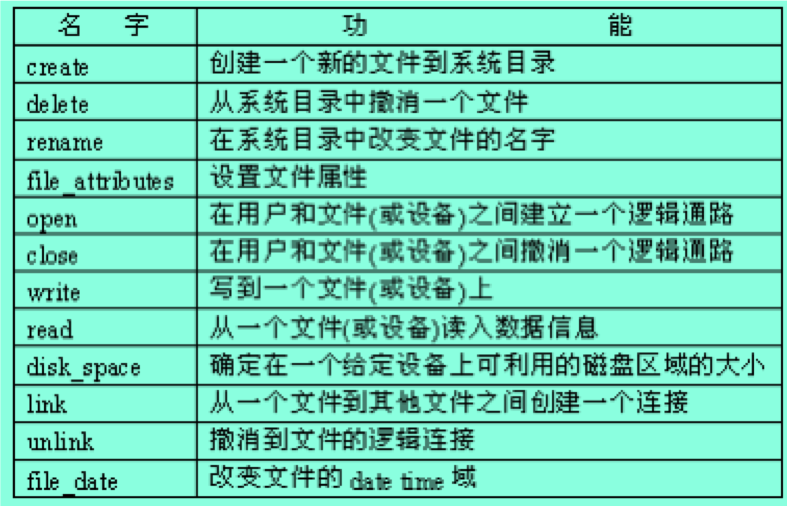 名 字 功 能
create 创建一个新的文件到系统目录
delete 从系统目录中撤消一个文件
rename 在系统目录中改变文件的名字
file_attributes 设置文件属性
open 在用户和文件(或设备)之间建立一个逻辑通路
close 在用户和文件(或设备)之间撤消一个逻辑通路
write 写到一个文件(或设备)上
read 从一个文件(或设备)读入数据信息
disk_space 确定在一个给定设备上可利用的磁盘区域的大小
link 从一个文件到其他文件之间创建一个连接
unlink 撤消到文件的逻辑连接
file_date 改变文件的 date time 域